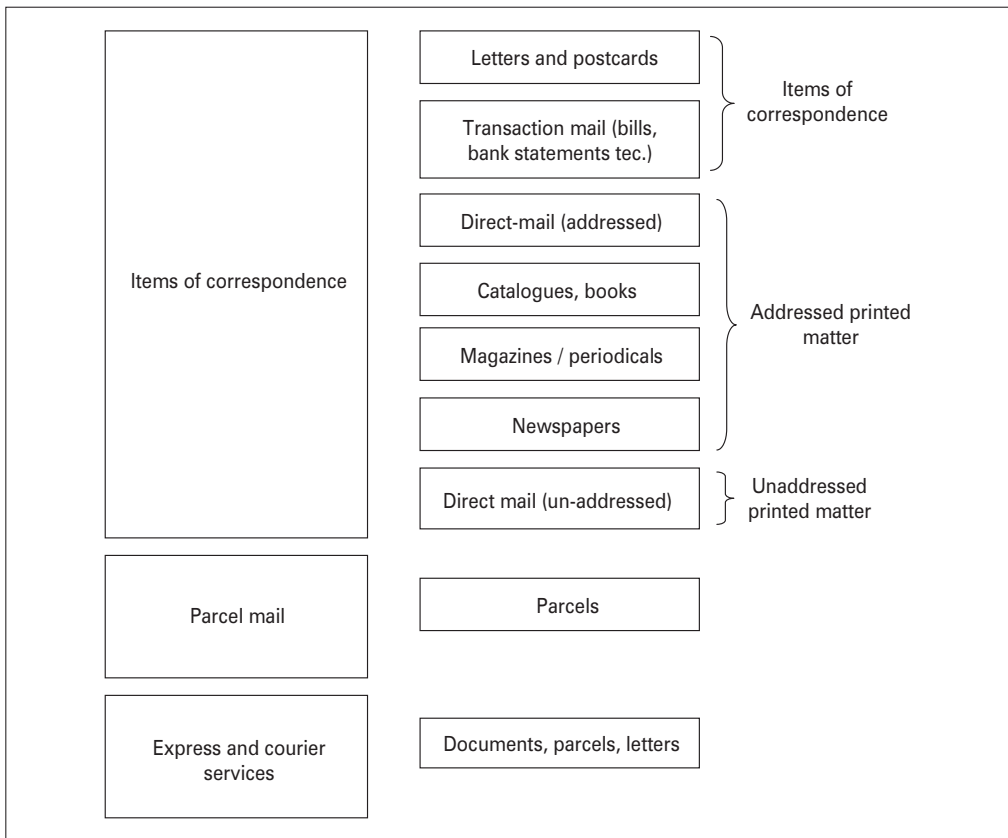 Items of correspondence
Letters and postcards
Transaction mail (bills,
bank statements tec.)
Items of
correspondence
Direct-mail (addressed)
Catalogues, books
Magazines / periodicals
Newspapers
Addressed printed
matter
Direct mail (un-addressed)
Unaddressed
printed matter
Parcel mail
Parcels
Express and courier
services
Documents, parcels, letters